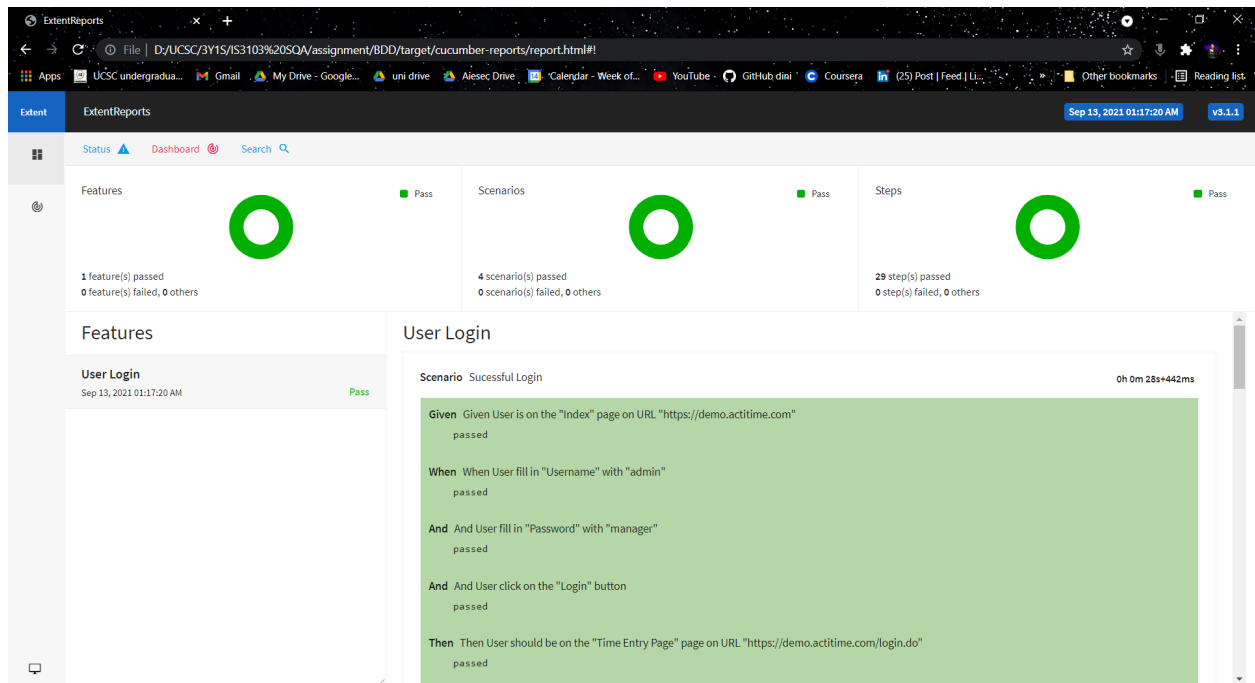 ExtentReports
File | D:/UCSC/3Y1S/IS3103%20SQA/assignment/BDD/target/cucumber-reports/report.html#!
Apps UCSC undergradua... Gmail My Drive - Google... uni drive Aiesec Drive Calendar - Week of... YouTube GitHub dini Coursera (25) Post | Feed | Li... » Other bookmarks Reading list
Extent ExtentReports Sep 13, 2021 01:17:20 AM v3.1.1
Status Dashboard Search
Features Pass Scenarios Pass Steps Pass
1 feature(s) passed 4 scenario(s) passed 29 step(s) passed
0 feature(s) failed, 0 others 0 scenario(s) failed, 0 others 0 step(s) failed, 0 others
Features
User Login
Sep 13, 2021 01:17:20 AM Pass
User Login
Scenario Sucessful Login 0h 0m 28s+442ms
Given Given User is on the "Index" page on URL "https://demo.actitime.com"
passed
When When User fill in "Username" with "admin"
passed
And And User fill in "Password" with "manager"
passed
And And User click on the "Login" button
passed
Then Then User should be on the "Time Entry Page" page on URL "https://demo.actitime.com/login.do"
passed